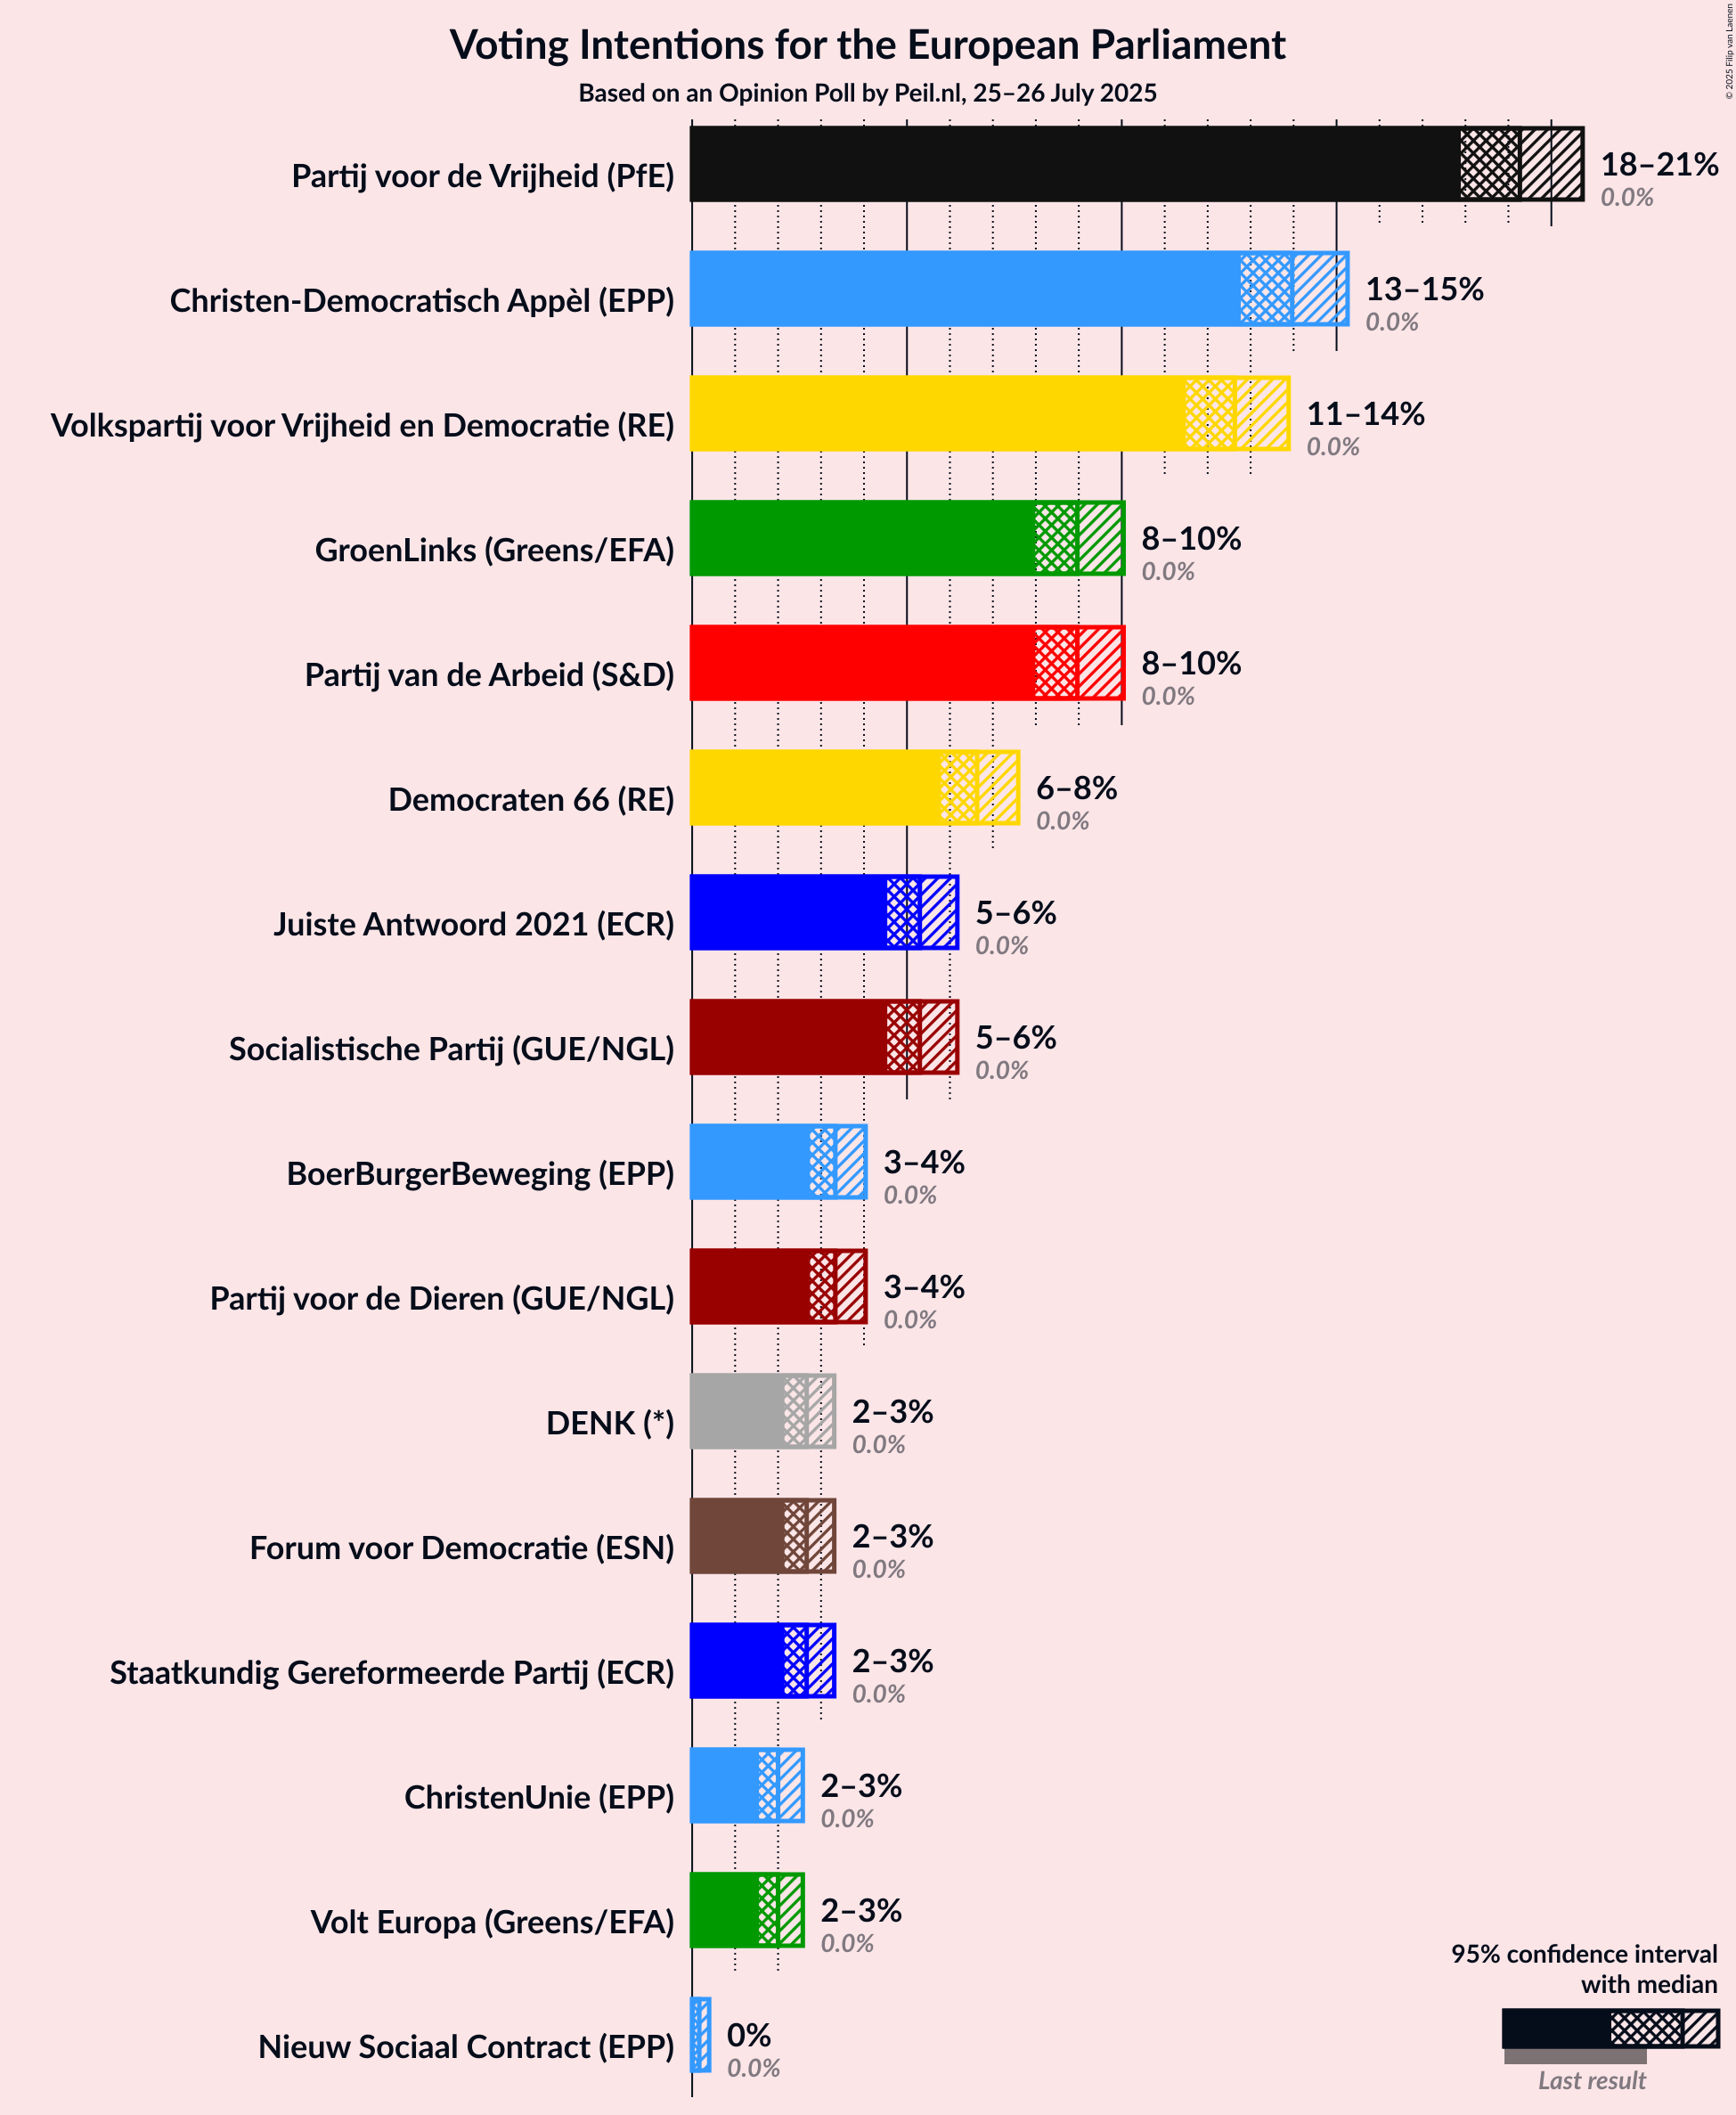 Voting Intentions for the European Parliament
Based on an Opinion Poll by Peil.nl, 25–26 July 2025
© 2025 Filip van Laenen
Partij voor de Vrijheid (PfE)
18–21%
0.0%
Christen-Democratisch Appèl (EPP)
13–15%
0.0%
Volkspartij voor Vrijheid en Democratie (RE)
11–14%
0.0%
GroenLinks (Greens/EFA)
8–10%
0.0%
Partij van de Arbeid (S&D)
8–10%
0.0%
Democraten 66 (RE)
6–8%
0.0%
Juiste Antwoord 2021 (ECR)
5–6%
0.0%
Socialistische Partij (GUE/NGL)
5–6%
0.0%
BoerBurgerBeweging (EPP)
3–4%
0.0%
Partij voor de Dieren (GUE/NGL)
3–4%
0.0%
DENK (*)
2–3%
0.0%
Forum voor Democratie (ESN)
2–3%
0.0%
Staatkundig Gereformeerde Partij (ECR)
2–3%
0.0%
ChristenUnie (EPP)
2–3%
0.0%
Volt Europa (Greens/EFA)
2–3%
0.0%
Nieuw Sociaal Contract (EPP)
0%
0.0%
95% confidence interval
with median
Last result